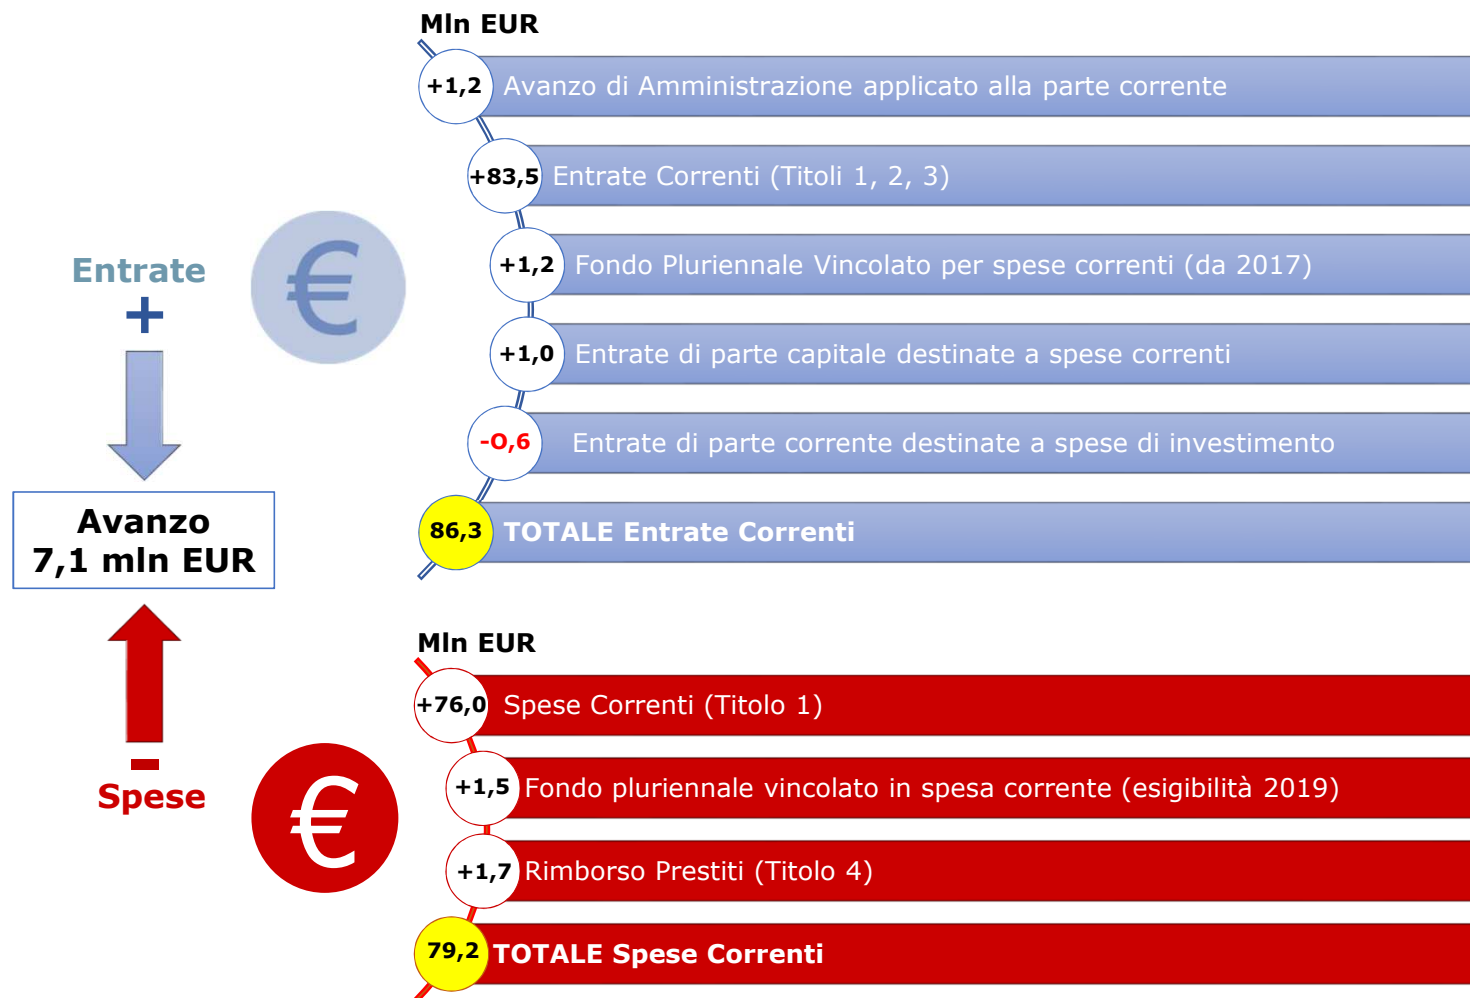 Mln EUR
+1,2 Avanzo di Amministrazione applicato alla parte corrente
+83,5 Entrate Correnti (Titoli 1, 2, 3)
+1,2 Fondo Pluriennale Vincolato per spese correnti (da 2017)
+1,0 Entrate di parte capitale destinate a spese correnti
-O,6 Entrate di parte corrente destinate a spese di investimento
86,3 TOTALE Entrate Correnti
Entrate
+
€
Avanzo
7,1 mln EUR
-
Spese
€
Mln EUR
+76,0 Spese Correnti (Titolo 1)
+1,5 Fondo pluriennale vincolato in spesa corrente (esigibilità 2019)
+1,7 Rimborso Prestiti (Titolo 4)
79,2 TOTALE Spese Correnti